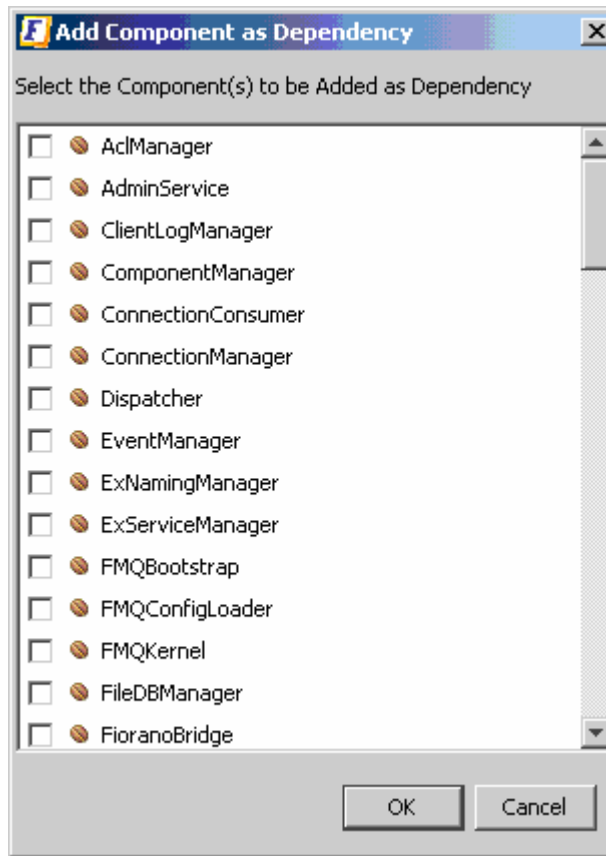 Add Component as Dependency
Select the Component(s) to be Added as Dependency
AclManager
AdminService
ClientLogManager
ComponentManager
ConnectionConsumer
ConnectionManager
Dispatcher
EventManager
ExNamingManager
ExServiceManager
FMQBootstrap
FMQConfigLoader
FMQKernel
FileDBManager
FioranoBridge
OK Cancel